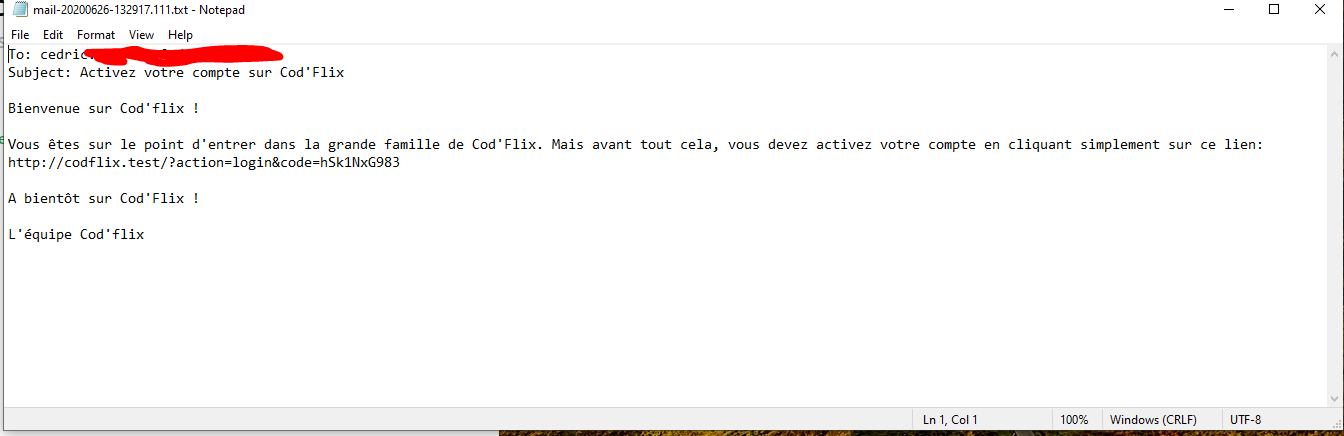 mail-20200626-132917.111.txt - Notepad
File Edit Format View Help
To: cedric
Subject: Activez votre compte sur Cod'Flix
Bienvenue sur Cod'flix !
Vous êtes sur le point d'entrer dans la grande famille de Cod'Flix. Mais avant tout cela, vous devez activez votre compte en cliquant simplement sur ce lien:
http://codflix.test/?action=login&code=hSk1NxG983
A bientôt sur Cod'Flix !
L'équipe Cod'flix
Ln 1, Col 1 100% Windows (CRLF) UTF-8